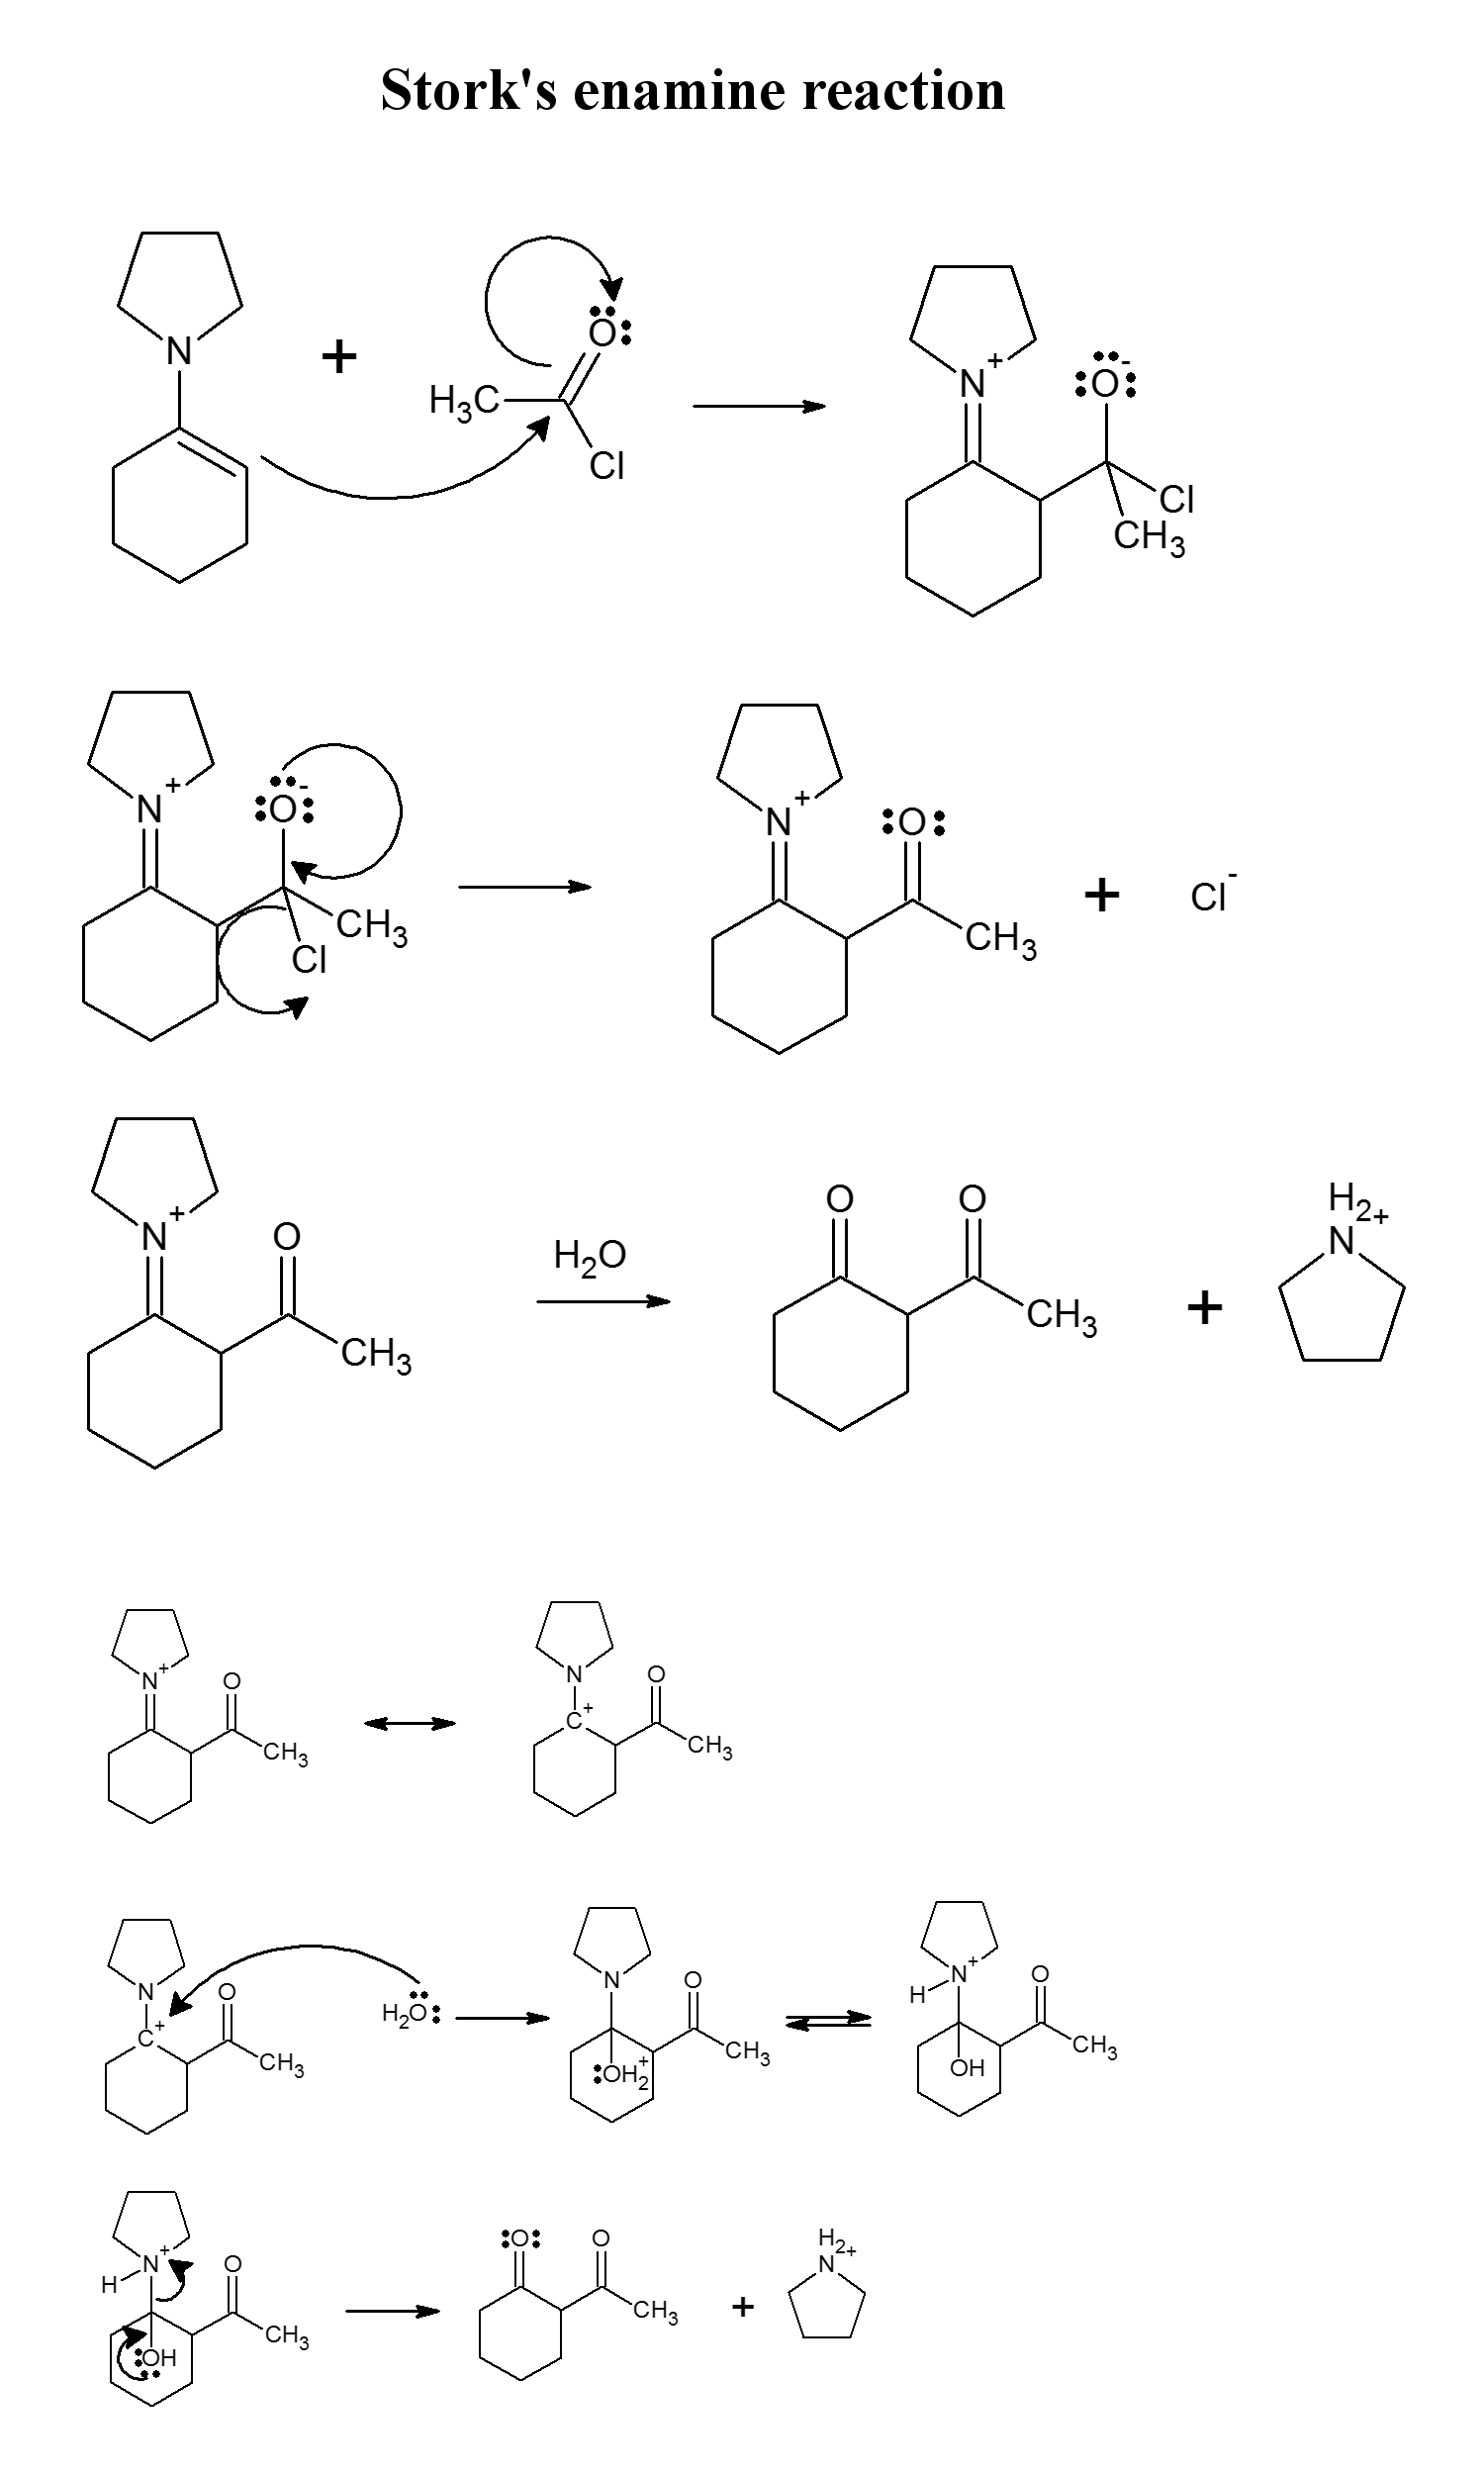 Stork's enamine reaction
N + H₃C O Cl N⁺ O⁻ Cl CH₃
N⁺ O⁻ CH₃ Cl N⁺ O CH₃ + Cl⁻
N⁺ O CH₃ H₂O O O CH₃ + H₂⁺ N
N⁺ O CH₃ N C⁺ O CH₃
N C⁺ O CH₃ H₂O N O CH₃ OH₂⁺ H N⁺ O CH₃ OH
H N⁺ O CH₃ OH O O CH₃ + H₂⁺ N